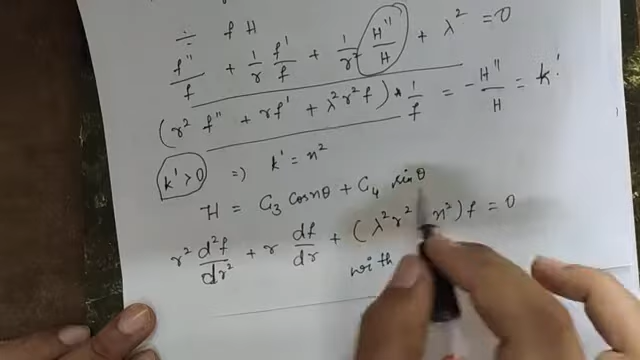 ÷ f H
f''/f + 1/r f'/f + 1/r² H''/H + λ² = 0
(r² f'' + r f' + λ² r² f) · 1/f = - H''/H = k'
k' > 0 ⇒ k' = n²
H = C₃ cos nθ + C₄ sin θ
r² d²f/dr² + r df/dr + (λ² r² n²) f = 0
with